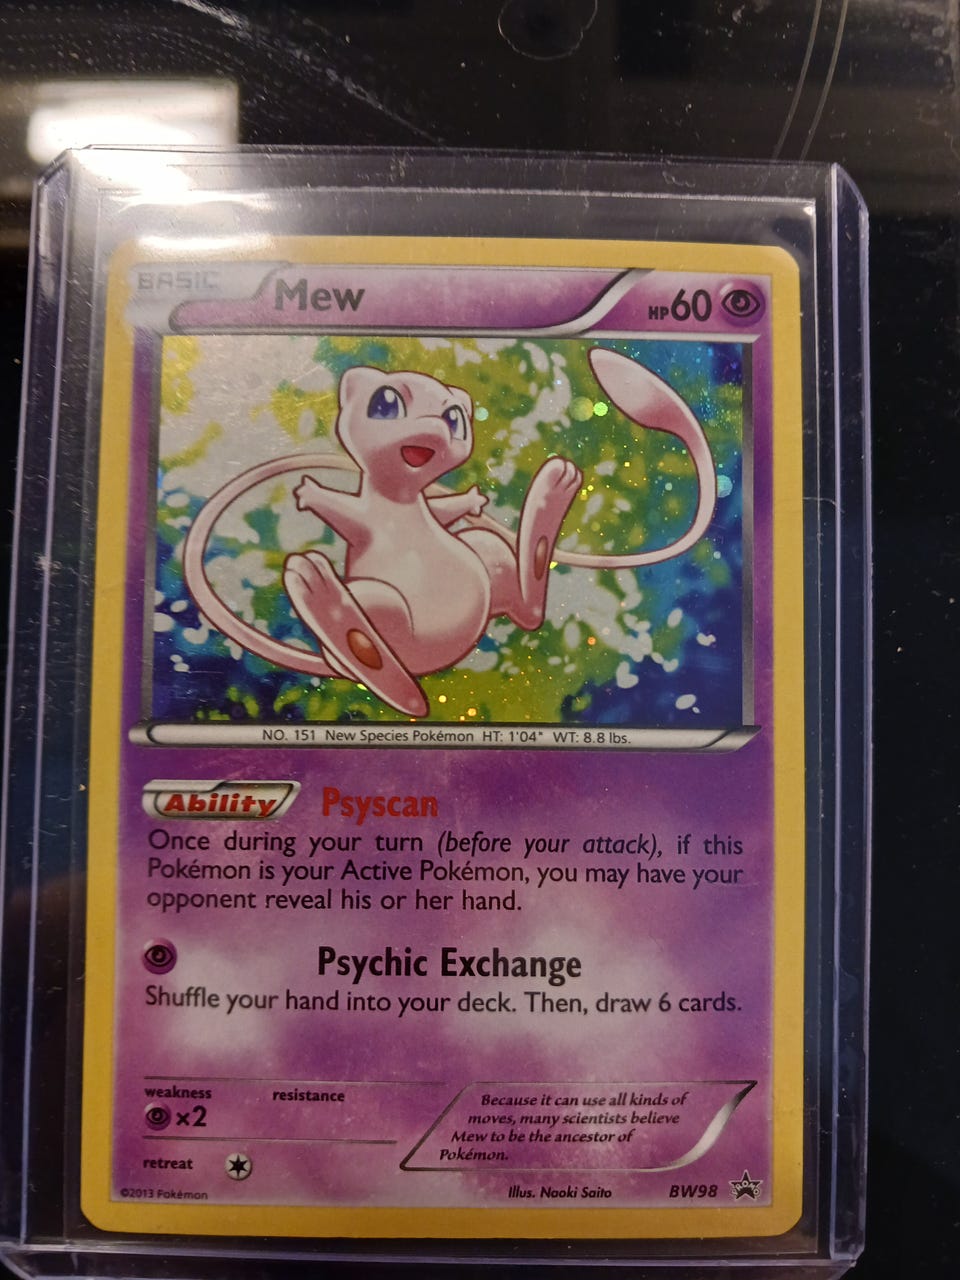 BASIC
Mew
HP60
NO. 151 New Species Pokémon HT: 1'04" WT: 8.8 lbs.
Ability Psyscan
Once during your turn (before your attack), if this
Pokémon is your Active Pokémon, you may have your
opponent reveal his or her hand.
Psychic Exchange
Shuffle your hand into your deck. Then, draw 6 cards.
weakness
resistance
×2
Because it can use all kinds of
moves, many scientists believe
Mew to be the ancestor of
Pokémon.
retreat
©2013 Pokémon
Illus. Naoki Saito
BW98
PROMO